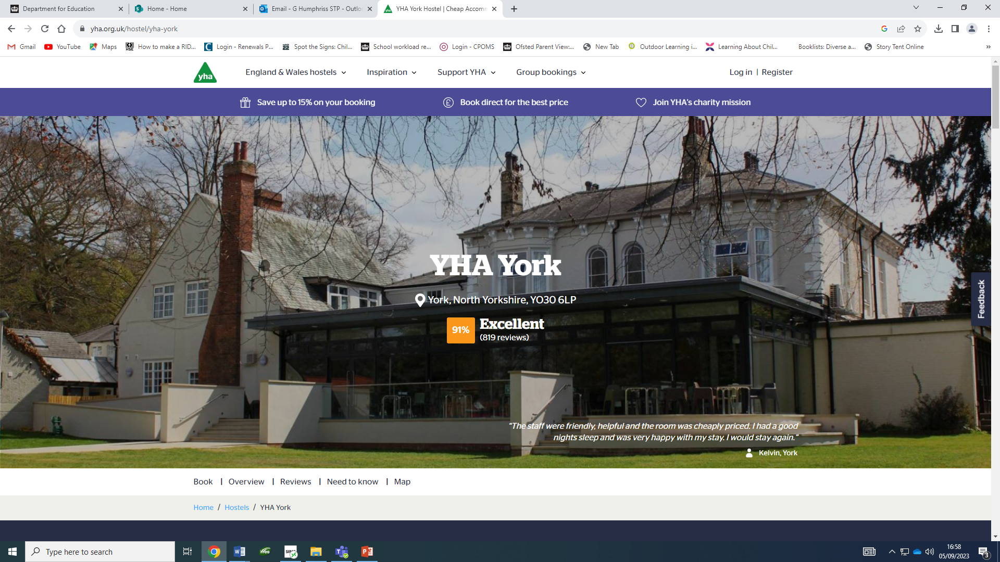 Department for Education
Home - Home
Email - G Humphriss STP - Outlo
YHA York Hostel | Cheap Accomm
yha.org.uk/hostel/yha-york
Gmail
YouTube
Maps
How to make a RID...
Login - Renewals P...
Spot the Signs: Chil...
School workload re...
Login - CPOMS
Ofsted Parent View:...
New Tab
Outdoor Learning i...
Learning About Chil...
Booklists: Diverse a...
Story Tent Online
yha
England & Wales hostels
Inspiration
Support YHA
Group bookings
Log in | Register
Save up to 15% on your booking
Book direct for the best price
Join YHA's charity mission
YHA York
York, North Yorkshire, YO30 6LP
91%
Excellent
(819 reviews)
Feedback
“The staff were friendly, helpful and the room was cheaply priced. I had a good
nights sleep and was very happy with my stay. I would stay again.”
Kelvin, York
Book | Overview | Reviews | Need to know | Map
Home / Hostels / YHA York
Type here to search
16:58
05/09/2023
3